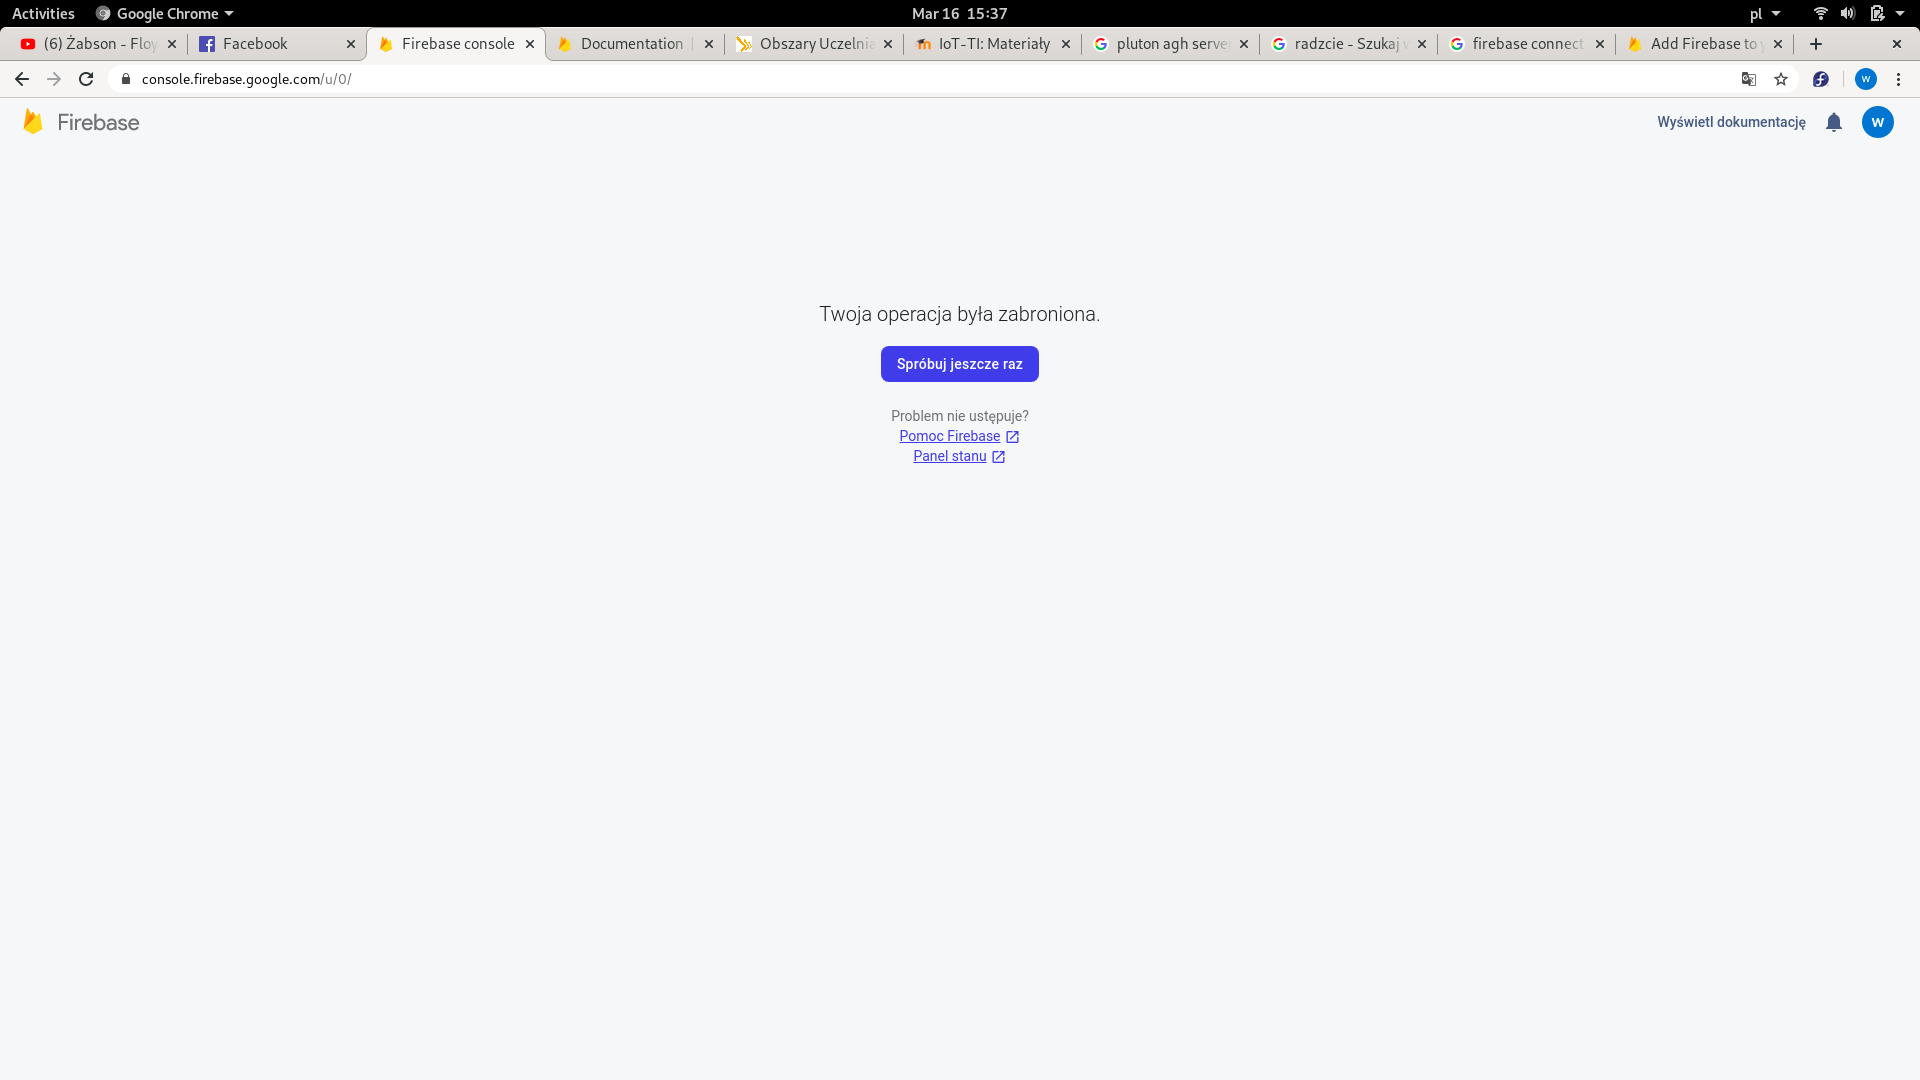 Activities Google Chrome Mar 16 15:37 pl
(6) Żabson - Floy Facebook Firebase console Documentation Obszary Uczelnia IoT-TI: Materiały pluton agh serve radzcie - Szukaj w firebase connect Add Firebase to y
console.firebase.google.com/u/0/ W
Firebase Wyświetl dokumentację W
Twoja operacja była zabroniona.
Spróbuj jeszcze raz
Problem nie ustępuje?
Pomoc Firebase
Panel stanu